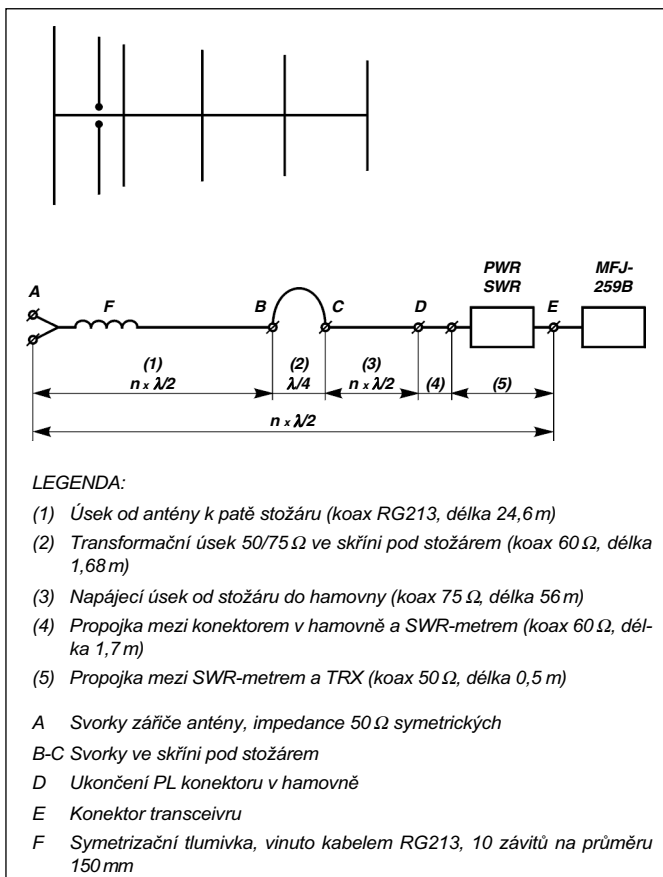 PWR
SWR
MFJ-
259B
A
F
B
C
D
E
(1)
n x λ/2
(2)
λ/4
(3)
n x λ/2
(4)
(5)
n x λ/2
LEGENDA:
(1) Úsek od antény k patě stožáru (koax RG213, délka 24,6 m)
(2) Transformační úsek 50/75 Ω ve skříni pod stožárem (koax 60 Ω, délka
1,68 m)
(3) Napájecí úsek od stožáru do hamovny (koax 75 Ω, délka 56 m)
(4) Propojka mezi konektorem v hamovně a SWR-metrem (koax 60 Ω, dél-
ka 1,7 m)
(5) Propojka mezi SWR-metrem a TRX (koax 50 Ω, délka 0,5 m)
A Svorky zářiče antény, impedance 50 Ω symetrických
B-C Svorky ve skříni pod stožárem
D Ukončení PL konektoru v hamovně
E Konektor transceivru
F Symetrizační tlumivka, vinuto kabelem RG213, 10 závitů na průměru
150 mm